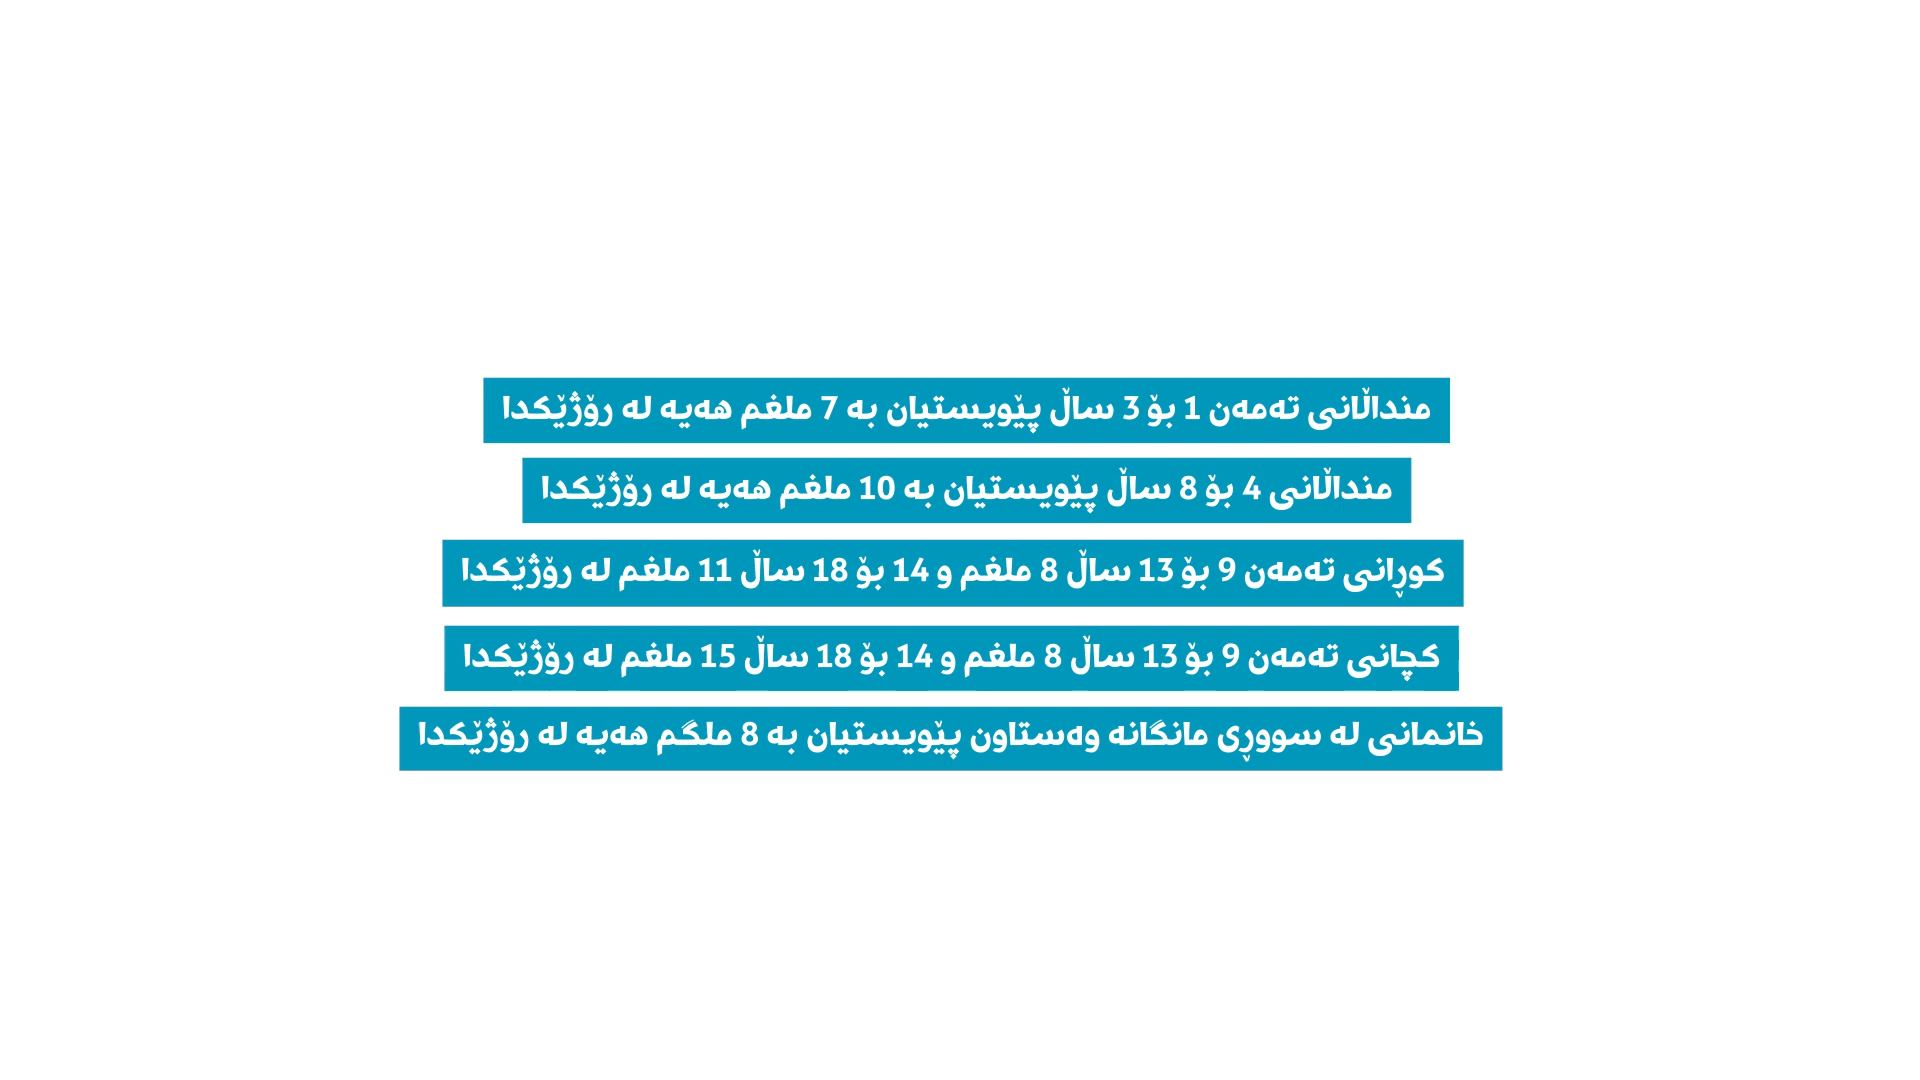 منداڵانی تەمەن 1 بۆ 3 ساڵ پێویستیان بە 7 ملغم هەیە لە رۆژێکدا
منداڵانی 4 بۆ 8 ساڵ پێویستیان بە 10 ملغم هەیە لە رۆژێکدا
کوڕانی تەمەن 9 بۆ 13 ساڵ 8 ملغم و 14 بۆ 18 ساڵ 11 ملغم لە رۆژێکدا
کچانی تەمەن 9 بۆ 13 ساڵ 8 ملغم و 14 بۆ 18 ساڵ 15 ملغم لە رۆژێکدا
خانمانی لە سووڕی مانگانە وەستاون پێویستیان بە 8 ملگم هەیە لە رۆژێکدا